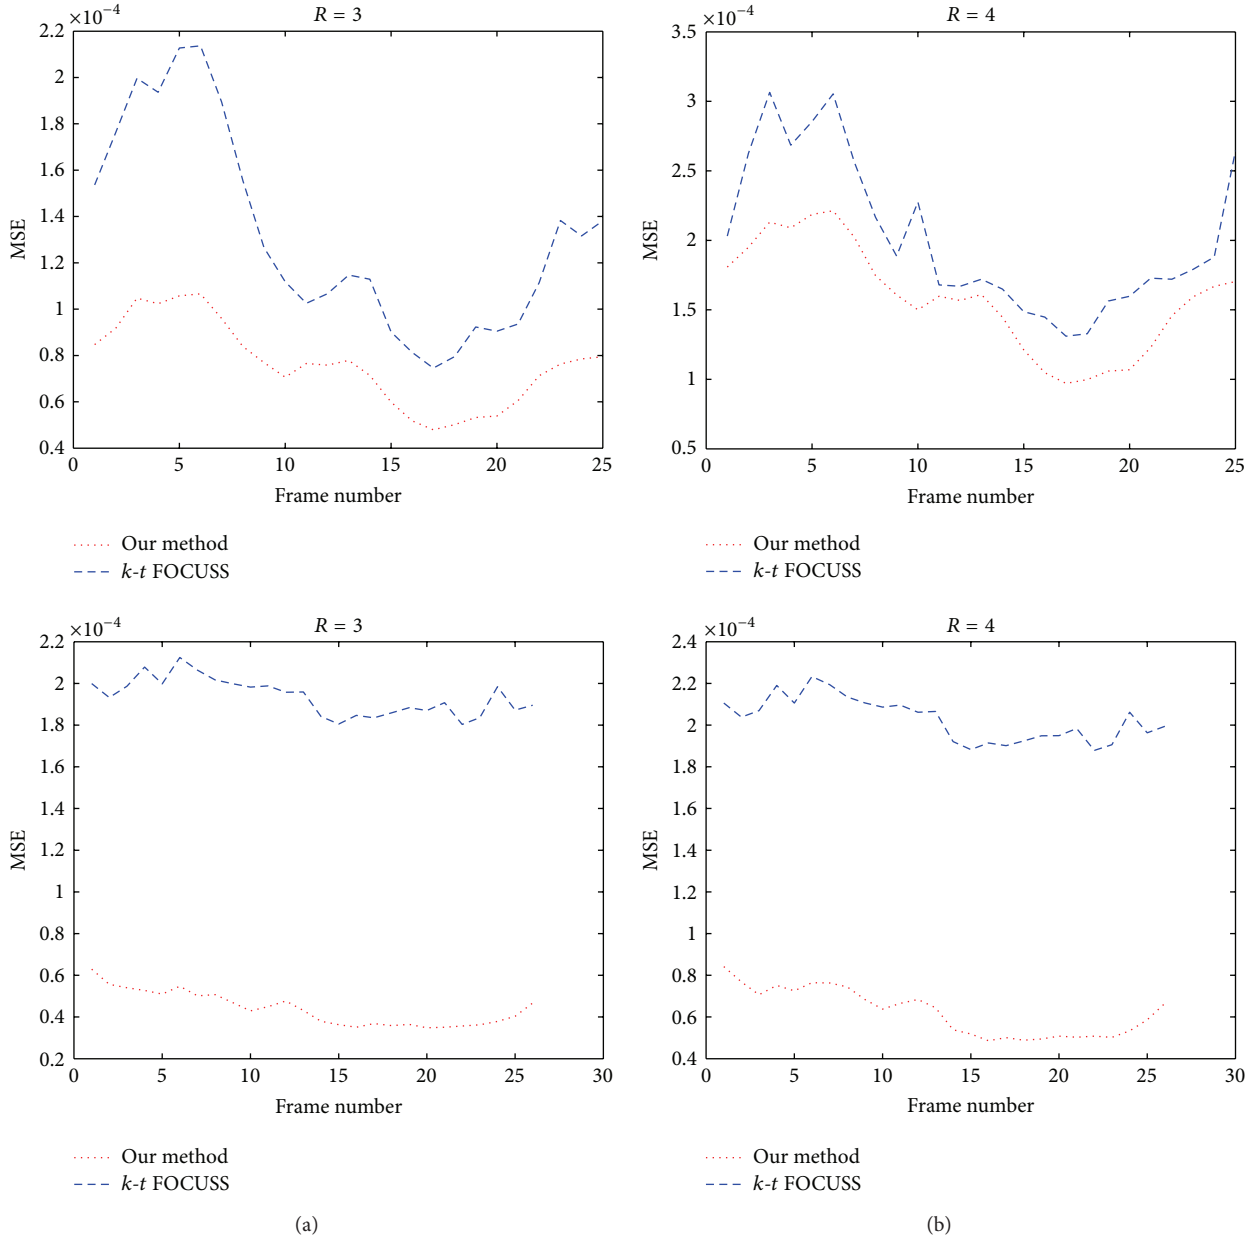 ×10⁻⁴
R = 3
2.2
2
1.8
1.6
1.4
1.2
1
0.8
0.6
0.4
MSE
0 5 10 15 20 25
Frame number
Our method
k-t FOCUSS
×10⁻⁴
R = 4
3.5
3
2.5
2
1.5
1
0.5
MSE
0 5 10 15 20 25
Frame number
Our method
k-t FOCUSS
×10⁻⁴
R = 3
2.2
2
1.8
1.6
1.4
1.2
1
0.8
0.6
0.4
0.2
MSE
0 5 10 15 20 25 30
Frame number
Our method
k-t FOCUSS
(a)
×10⁻⁴
R = 4
2.4
2.2
2
1.8
1.6
1.4
1.2
1
0.8
0.6
0.4
MSE
0 5 10 15 20 25 30
Frame number
Our method
k-t FOCUSS
(b)